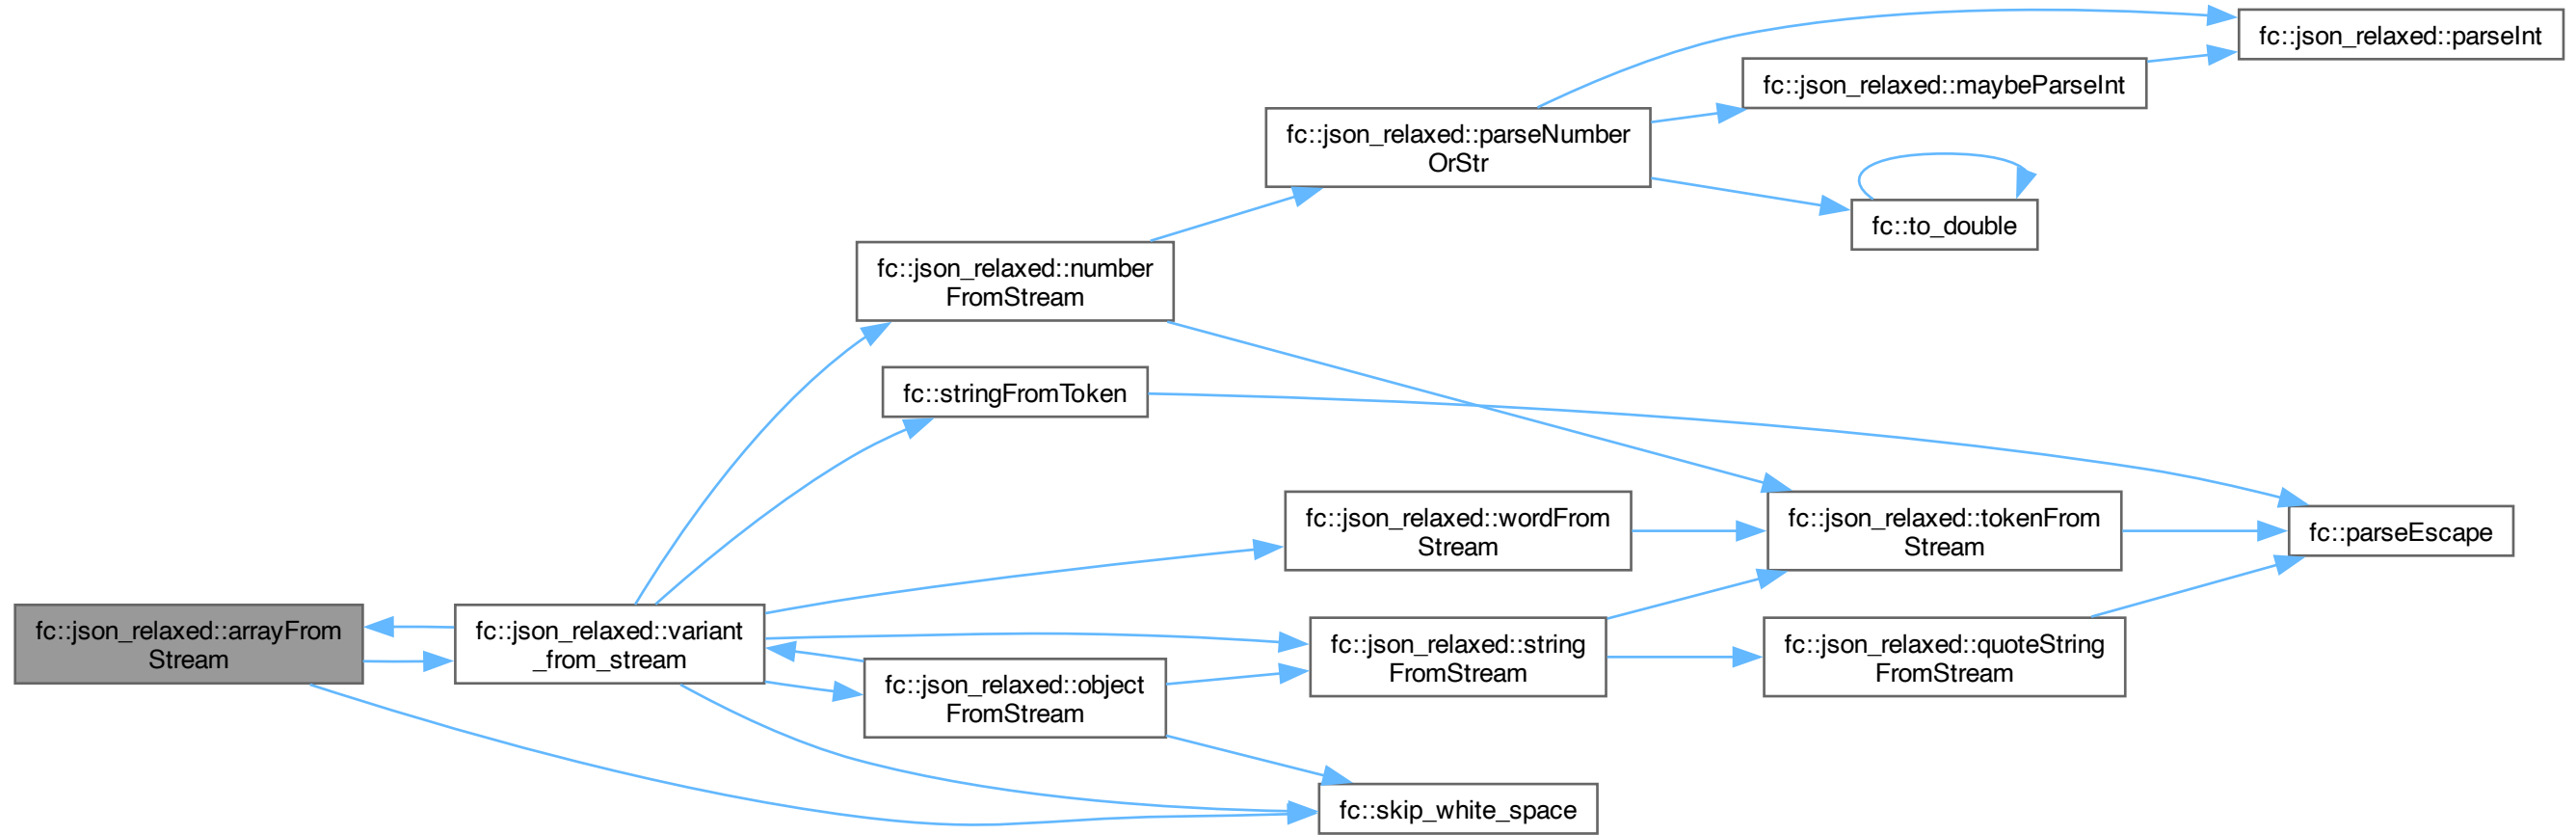 fc::json_relaxed::parseInt
fc::json_relaxed::maybeParseInt
fc::json_relaxed::parseNumber
OrStr
fc::to_double
fc::json_relaxed::number
FromStream
fc::stringFromToken
fc::json_relaxed::wordFrom
Stream
fc::json_relaxed::tokenFrom
Stream
fc::parseEscape
fc::json_relaxed::arrayFrom
Stream
fc::json_relaxed::variant
_from_stream
fc::json_relaxed::string
FromStream
fc::json_relaxed::quoteString
FromStream
fc::json_relaxed::object
FromStream
fc::skip_white_space